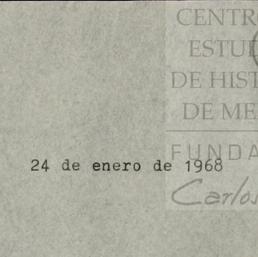 CENTR
ESTU
DE HIST
DE ME
FUNDA
24 de enero de 1968
Carlos